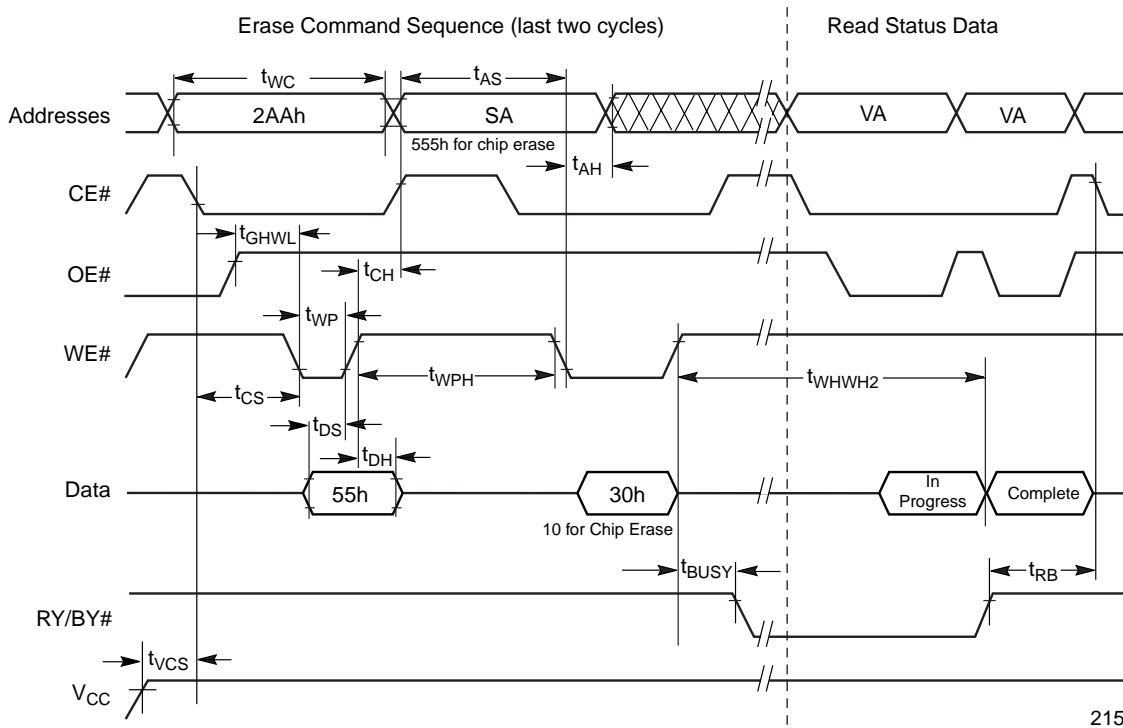 Erase Command Sequence (last two cycles)
Read Status Data
tWC
tAS
Addresses
2AAh
SA
VA
VA
555h for chip erase
tAH
CE#
tGHWL
OE#
tCH
tWP
WE#
tWPH
tWHWH2
tCS
tDS
tDH
Data
55h
30h
In
Progress
Complete
10 for Chip Erase
tBUSY
tRB
RY/BY#
tVCS
VCC
215